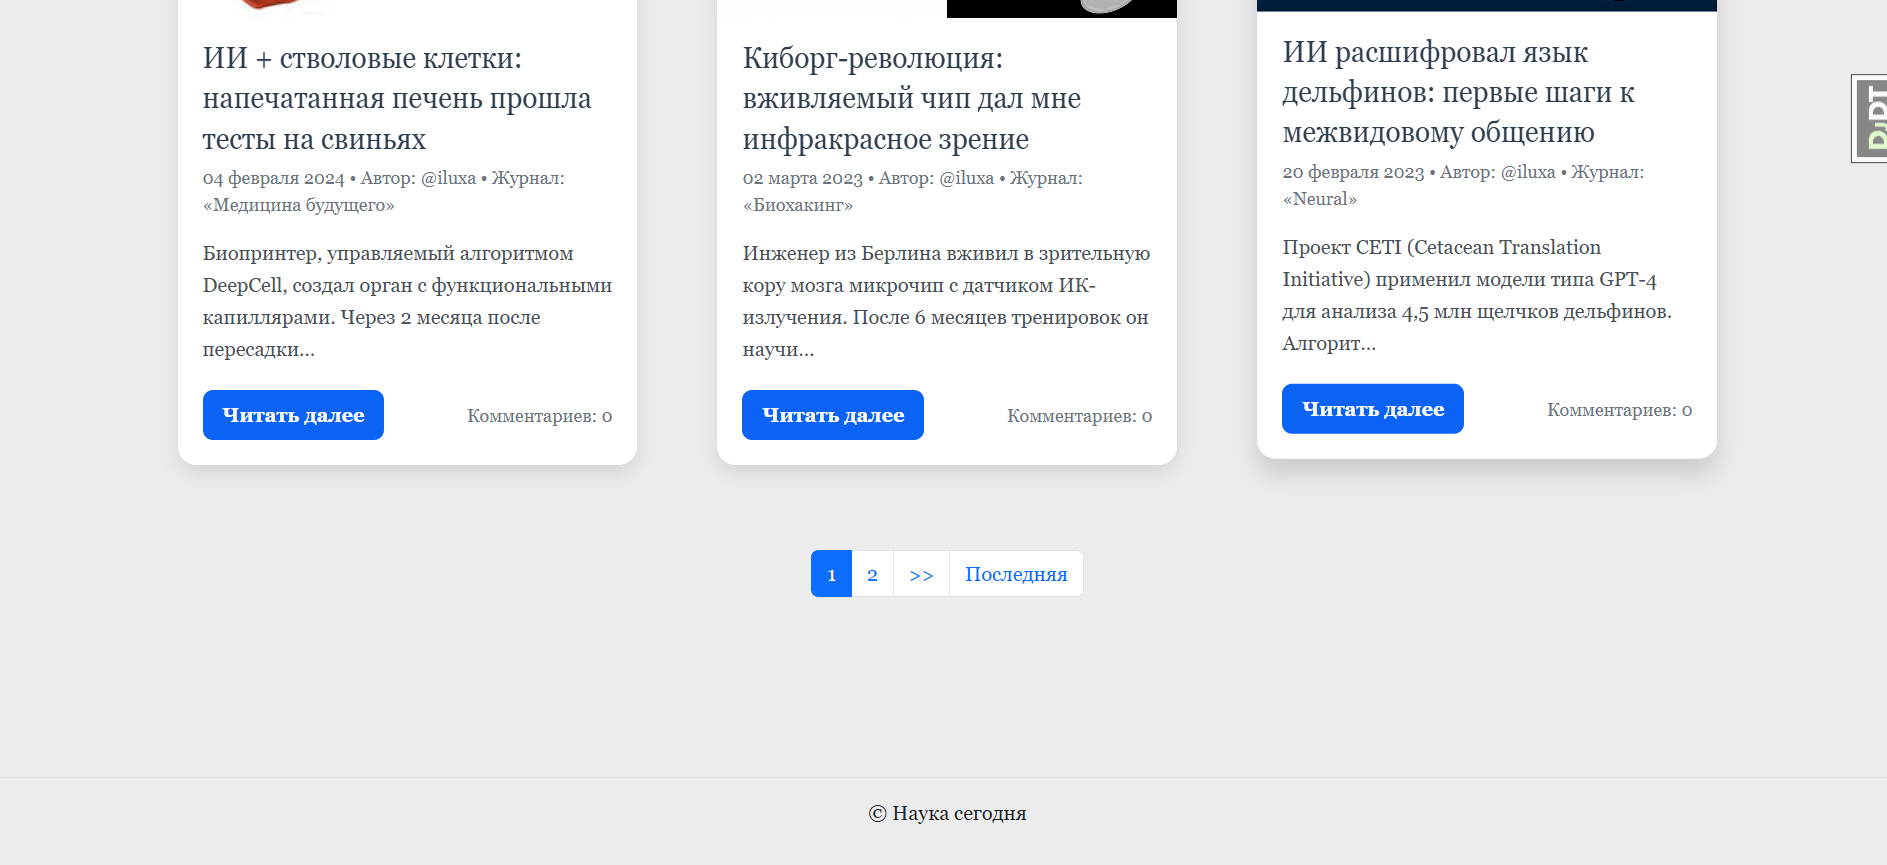 ИИ + стволовые клетки:
напечатанная печень прошла
тесты на свиньях
04 февраля 2024 • Автор: @iluxa • Журнал:
«Медицина будущего»
Биопринтер, управляемый алгоритмом
DeepCell, создал орган с функциональными
капиллярами. Через 2 месяца после
пересадки...
Читать далее
Комментариев: 0
Киборг-революция:
вживляемый чип дал мне
инфракрасное зрение
02 марта 2023 • Автор: @iluxa • Журнал:
«Биохакинг»
Инженер из Берлина вживил в зрительную
кору мозга микрочип с датчиком ИК-
излучения. После 6 месяцев тренировок он
научи...
Читать далее
Комментариев: 0
ИИ расшифровал язык
дельфинов: первые шаги к
межвидовому общению
20 февраля 2023 • Автор: @iluxa • Журнал:
«Neural»
Проект CETI (Cetacean Translation
Initiative) применил модели типа GPT-4
для анализа 4,5 млн щелчков дельфинов.
Алгорит...
Читать далее
Комментариев: 0
DjDT
1
2
>>
Последняя
© Наука сегодня